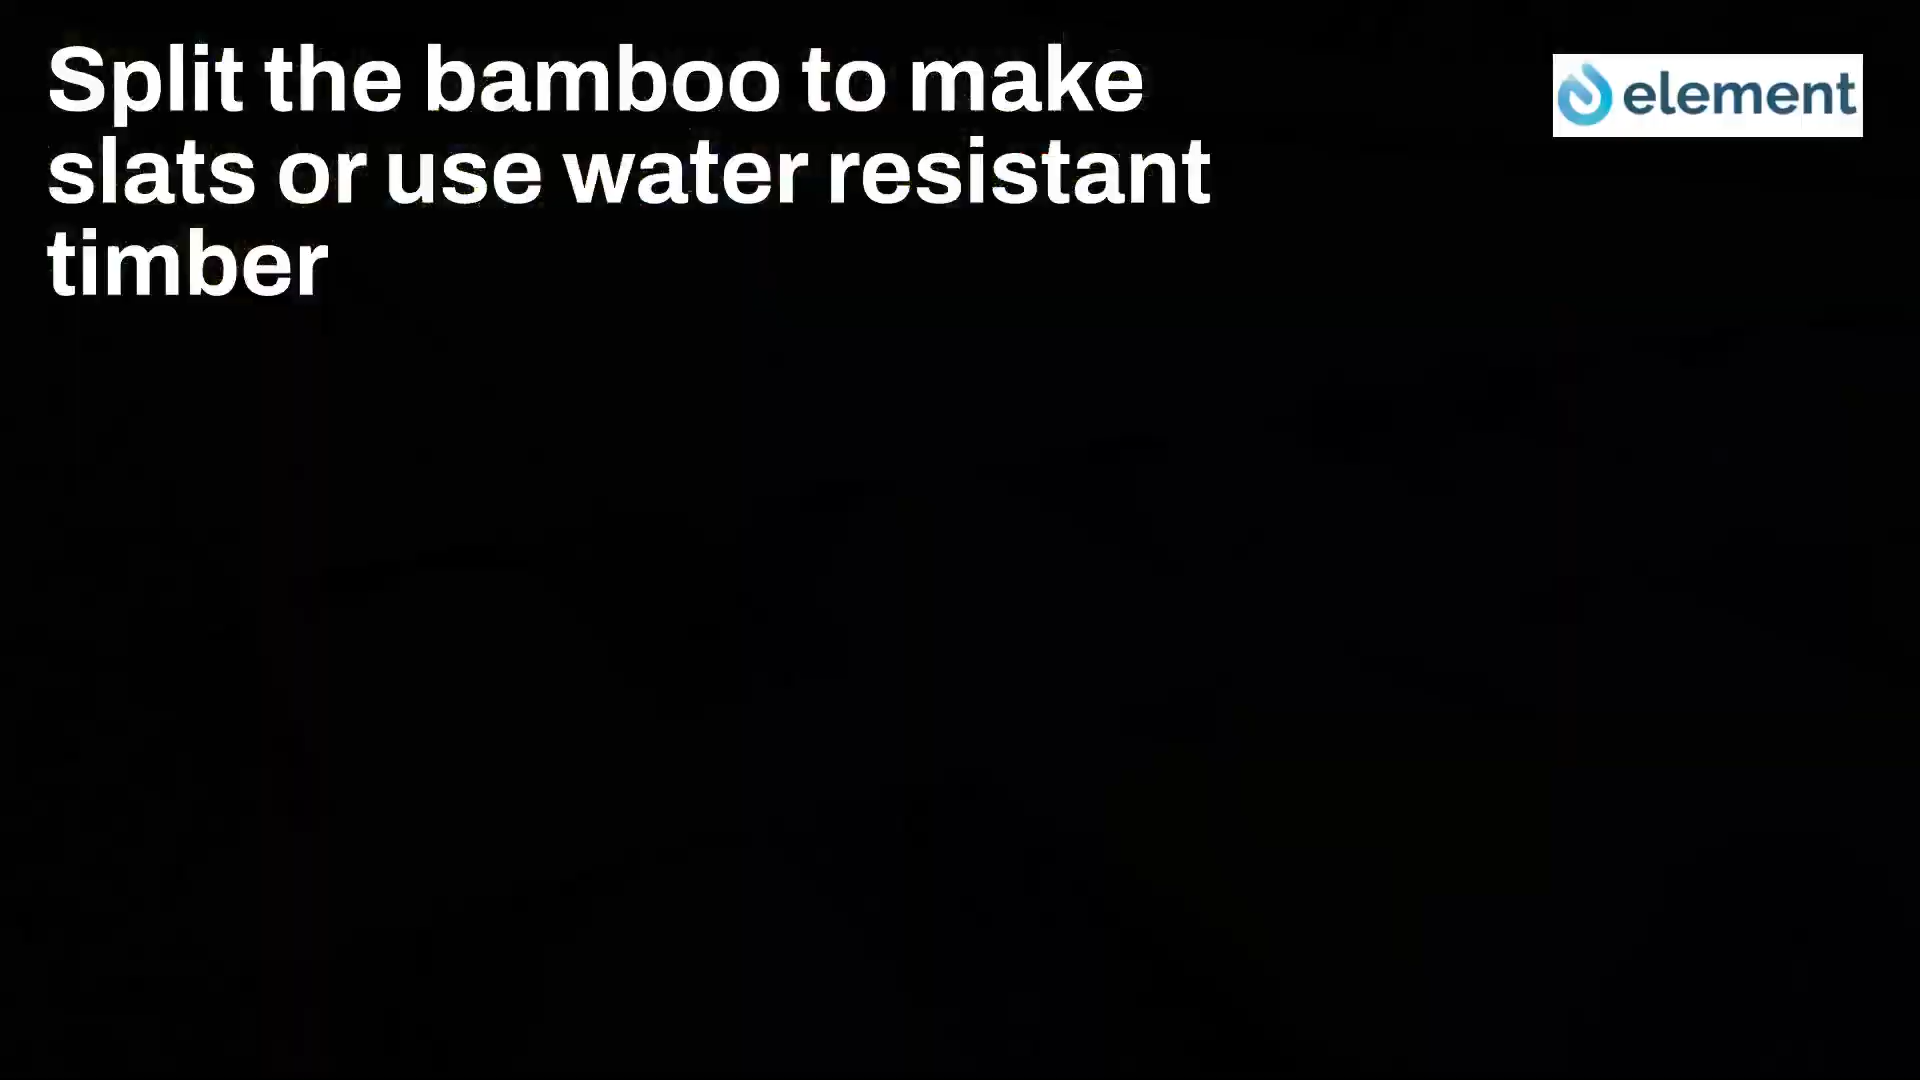 Split the bamboo to make
slats or use water resistant
timber
element